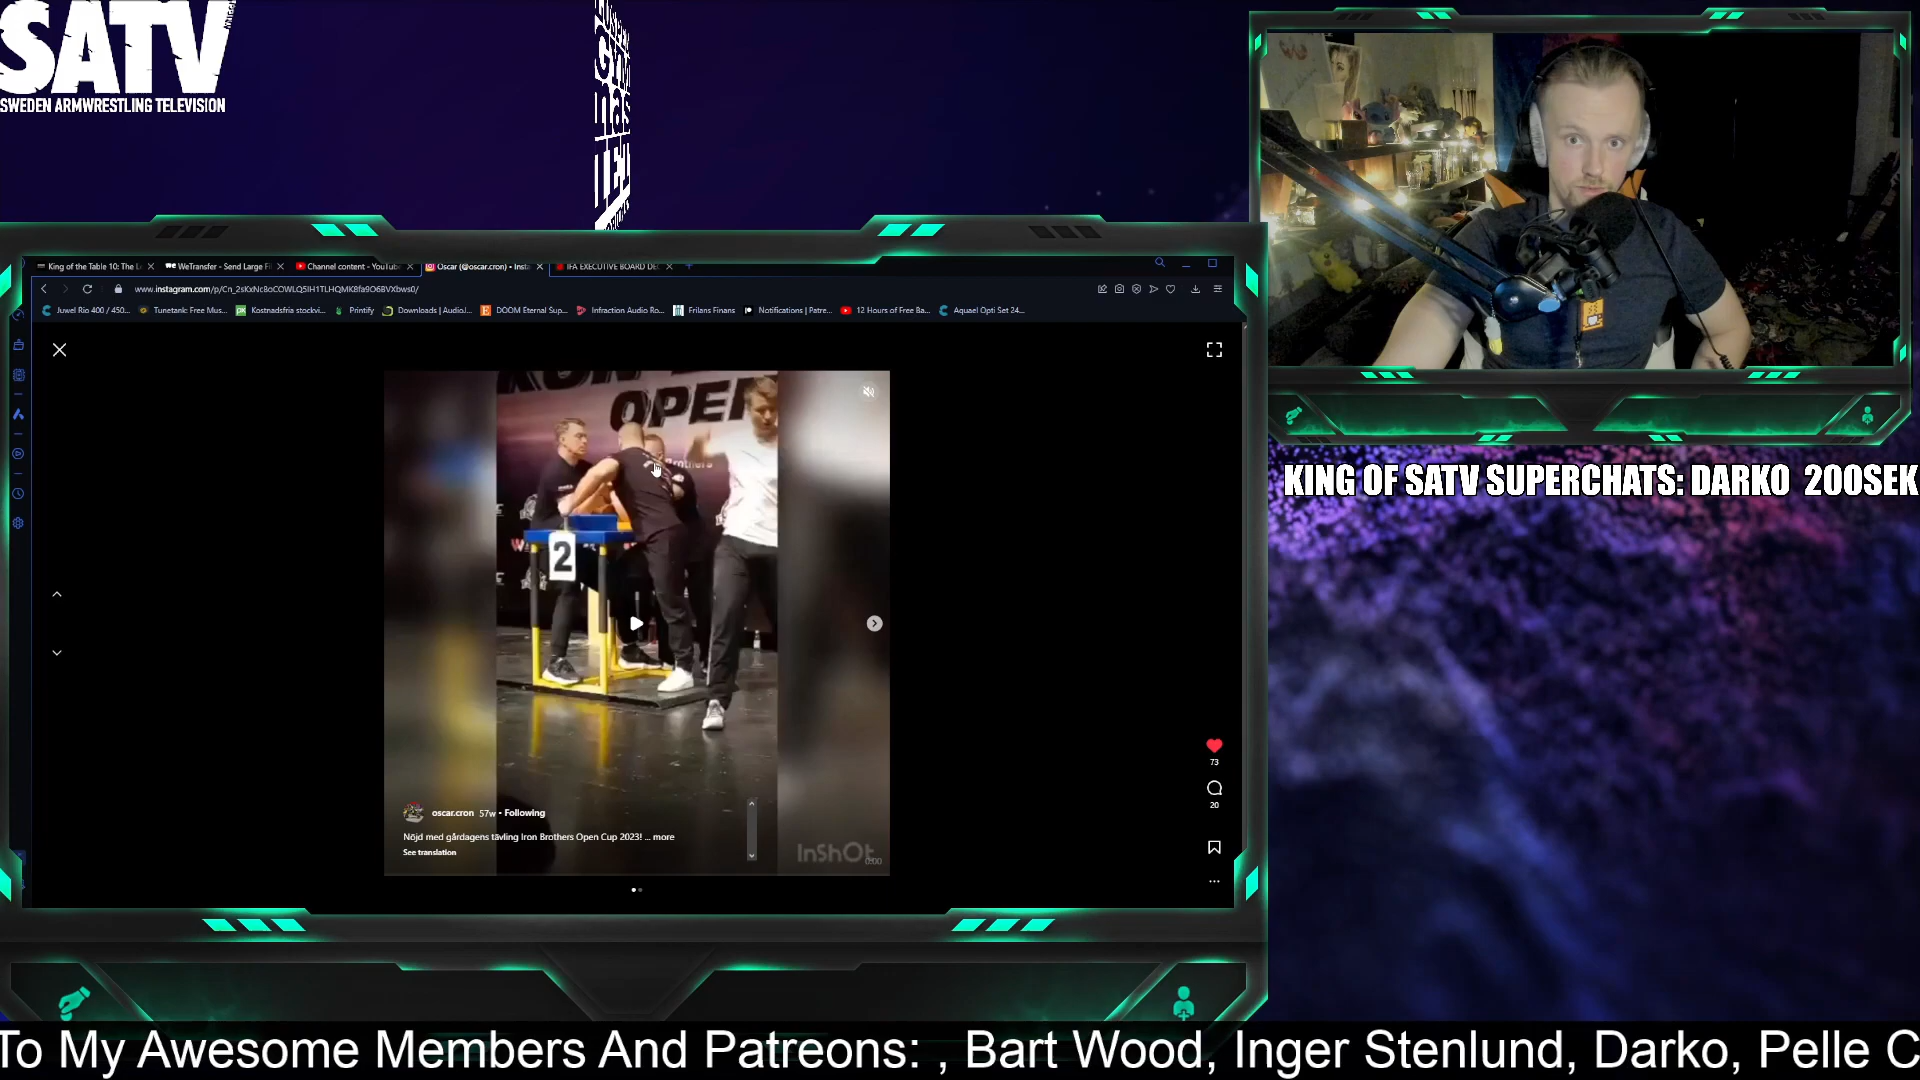 SATV
SWEDEN ARMWRESTLING TELEVISION
King of the Table 10: The L
WeTransfer - Send Large Fi
Channel content - YouTube
Oscar (@oscar.cron) • Insta
IFA EXECUTIVE BOARD DE
www.instagram.com/p/Cn_2sKxNc8oCOWLQ5IH1TLHQMK8fa9O6BVXbws0/
Juwel Rio 400 / 450...
Tunetank: Free Mus...
Kostnadsfria stockvi...
Printify
Downloads | AudioJ...
DOOM Eternal Sup...
Infraction Audio Ro...
Frilans Finans
Notifications | Patre...
12 Hours of Free Ba...
Aquael Opti Set 24...
OPEN
2
oscar.cron 57w • Following
Nöjd med gårdagens tävling Iron Brothers Open Cup 2023! ... more
See translation
InShOt
0:00
73
20
KING OF SATV SUPERCHATS: DARKO 200SEK
To My Awesome Members And Patreons: , Bart Wood, Inger Stenlund, Darko, Pelle C